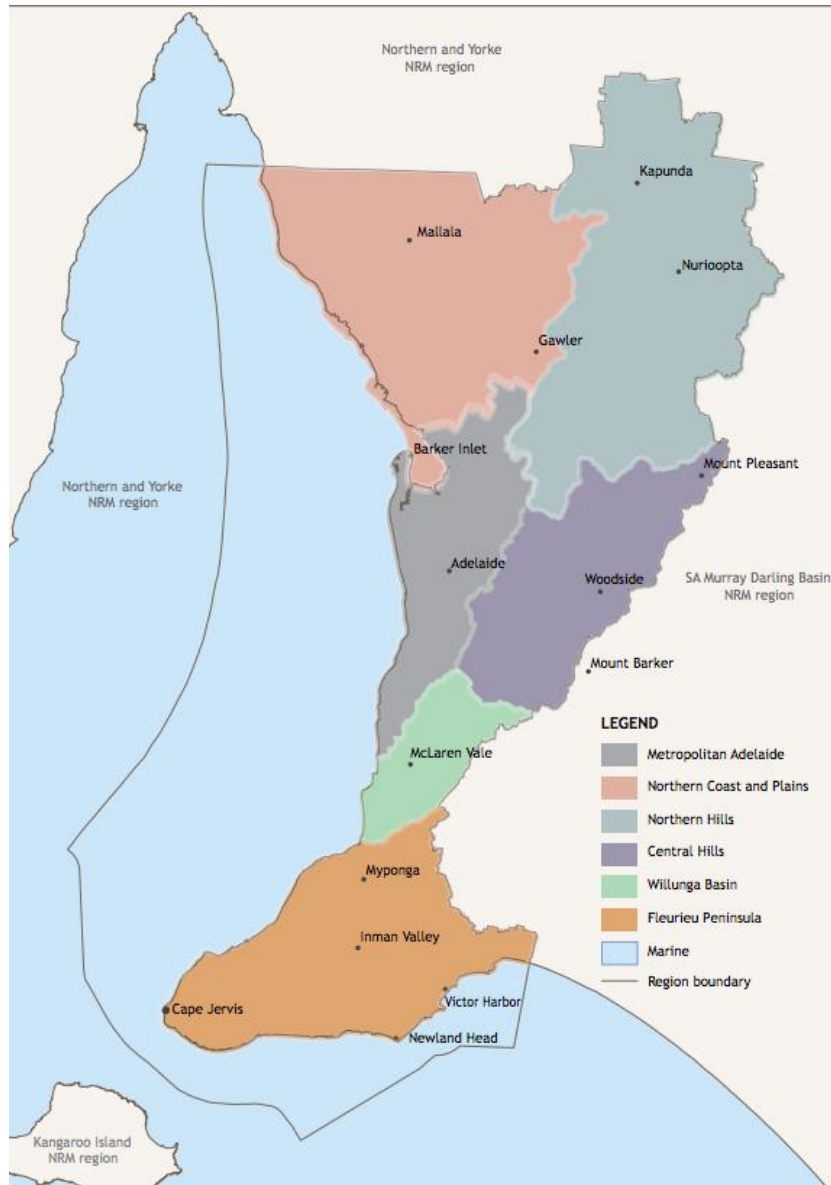 Northern and Yorke
NRM region
Kapunda
Mallala
Nurioopta
Gawler
Barker Inlet
Mount Pleasant
Northern and Yorke
NRM region
Adelaide
Woodside
SA Murray Darling Basin
NRM region
Mount Barker
LEGEND
Metropolitan Adelaide
McLaren Vale
Northern Coast and Plains
Northern Hills
Central Hills
Myponga
Willunga Basin
Fleurieu Peninsula
Inman Valley
Marine
Region boundary
Victor Harbor
Cape Jervis
Newland Head
Kangaroo Island
NRM region